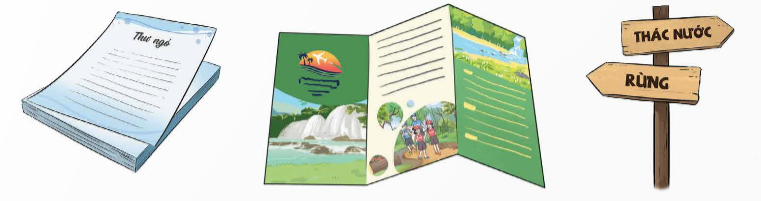 Thư ngỏ
THÁC NƯỚC
RỪNG